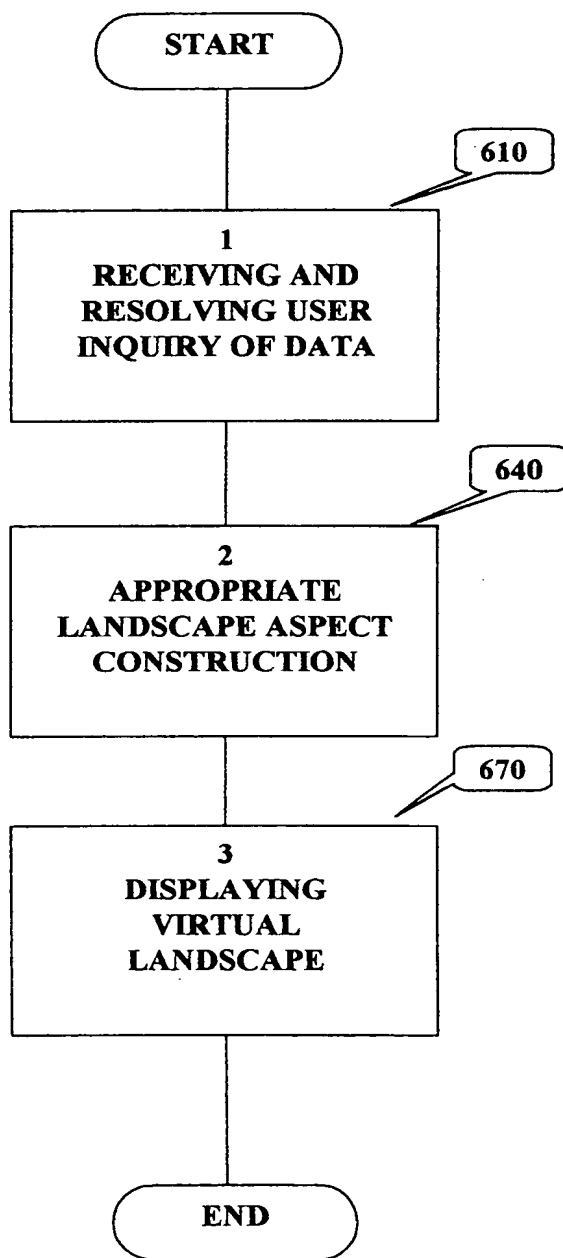 START
610
1
RECEIVING AND
RESOLVING USER
INQUIRY OF DATA
640
2
APPROPRIATE
LANDSCAPE ASPECT
CONSTRUCTION
670
3
DISPLAYING
VIRTUAL
LANDSCAPE
END